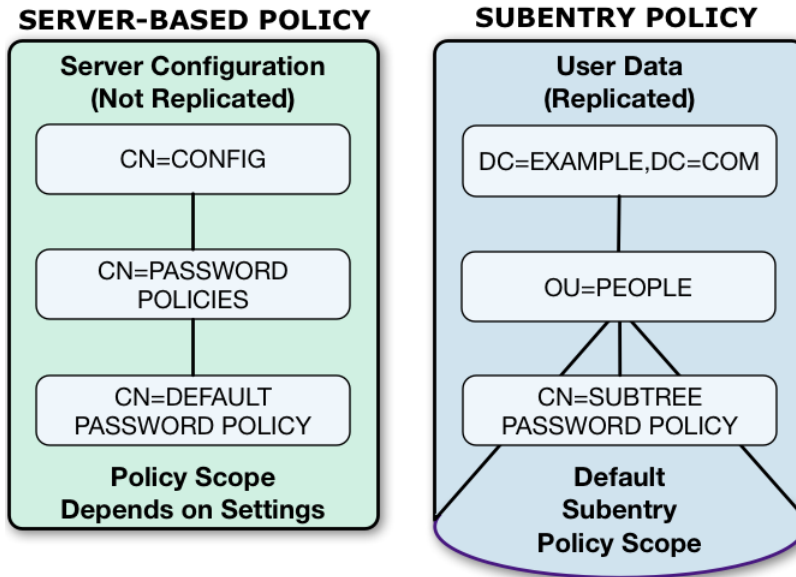 SERVER-BASED POLICY
Server Configuration
(Not Replicated)
CN=CONFIG
CN=PASSWORD
POLICIES
CN=DEFAULT
PASSWORD POLICY
Policy Scope
Depends on Settings
SUBENTRY POLICY
User Data
(Replicated)
DC=EXAMPLE,DC=COM
OU=PEOPLE
CN=SUBTREE
PASSWORD POLICY
Default
Subentry
Policy Scope